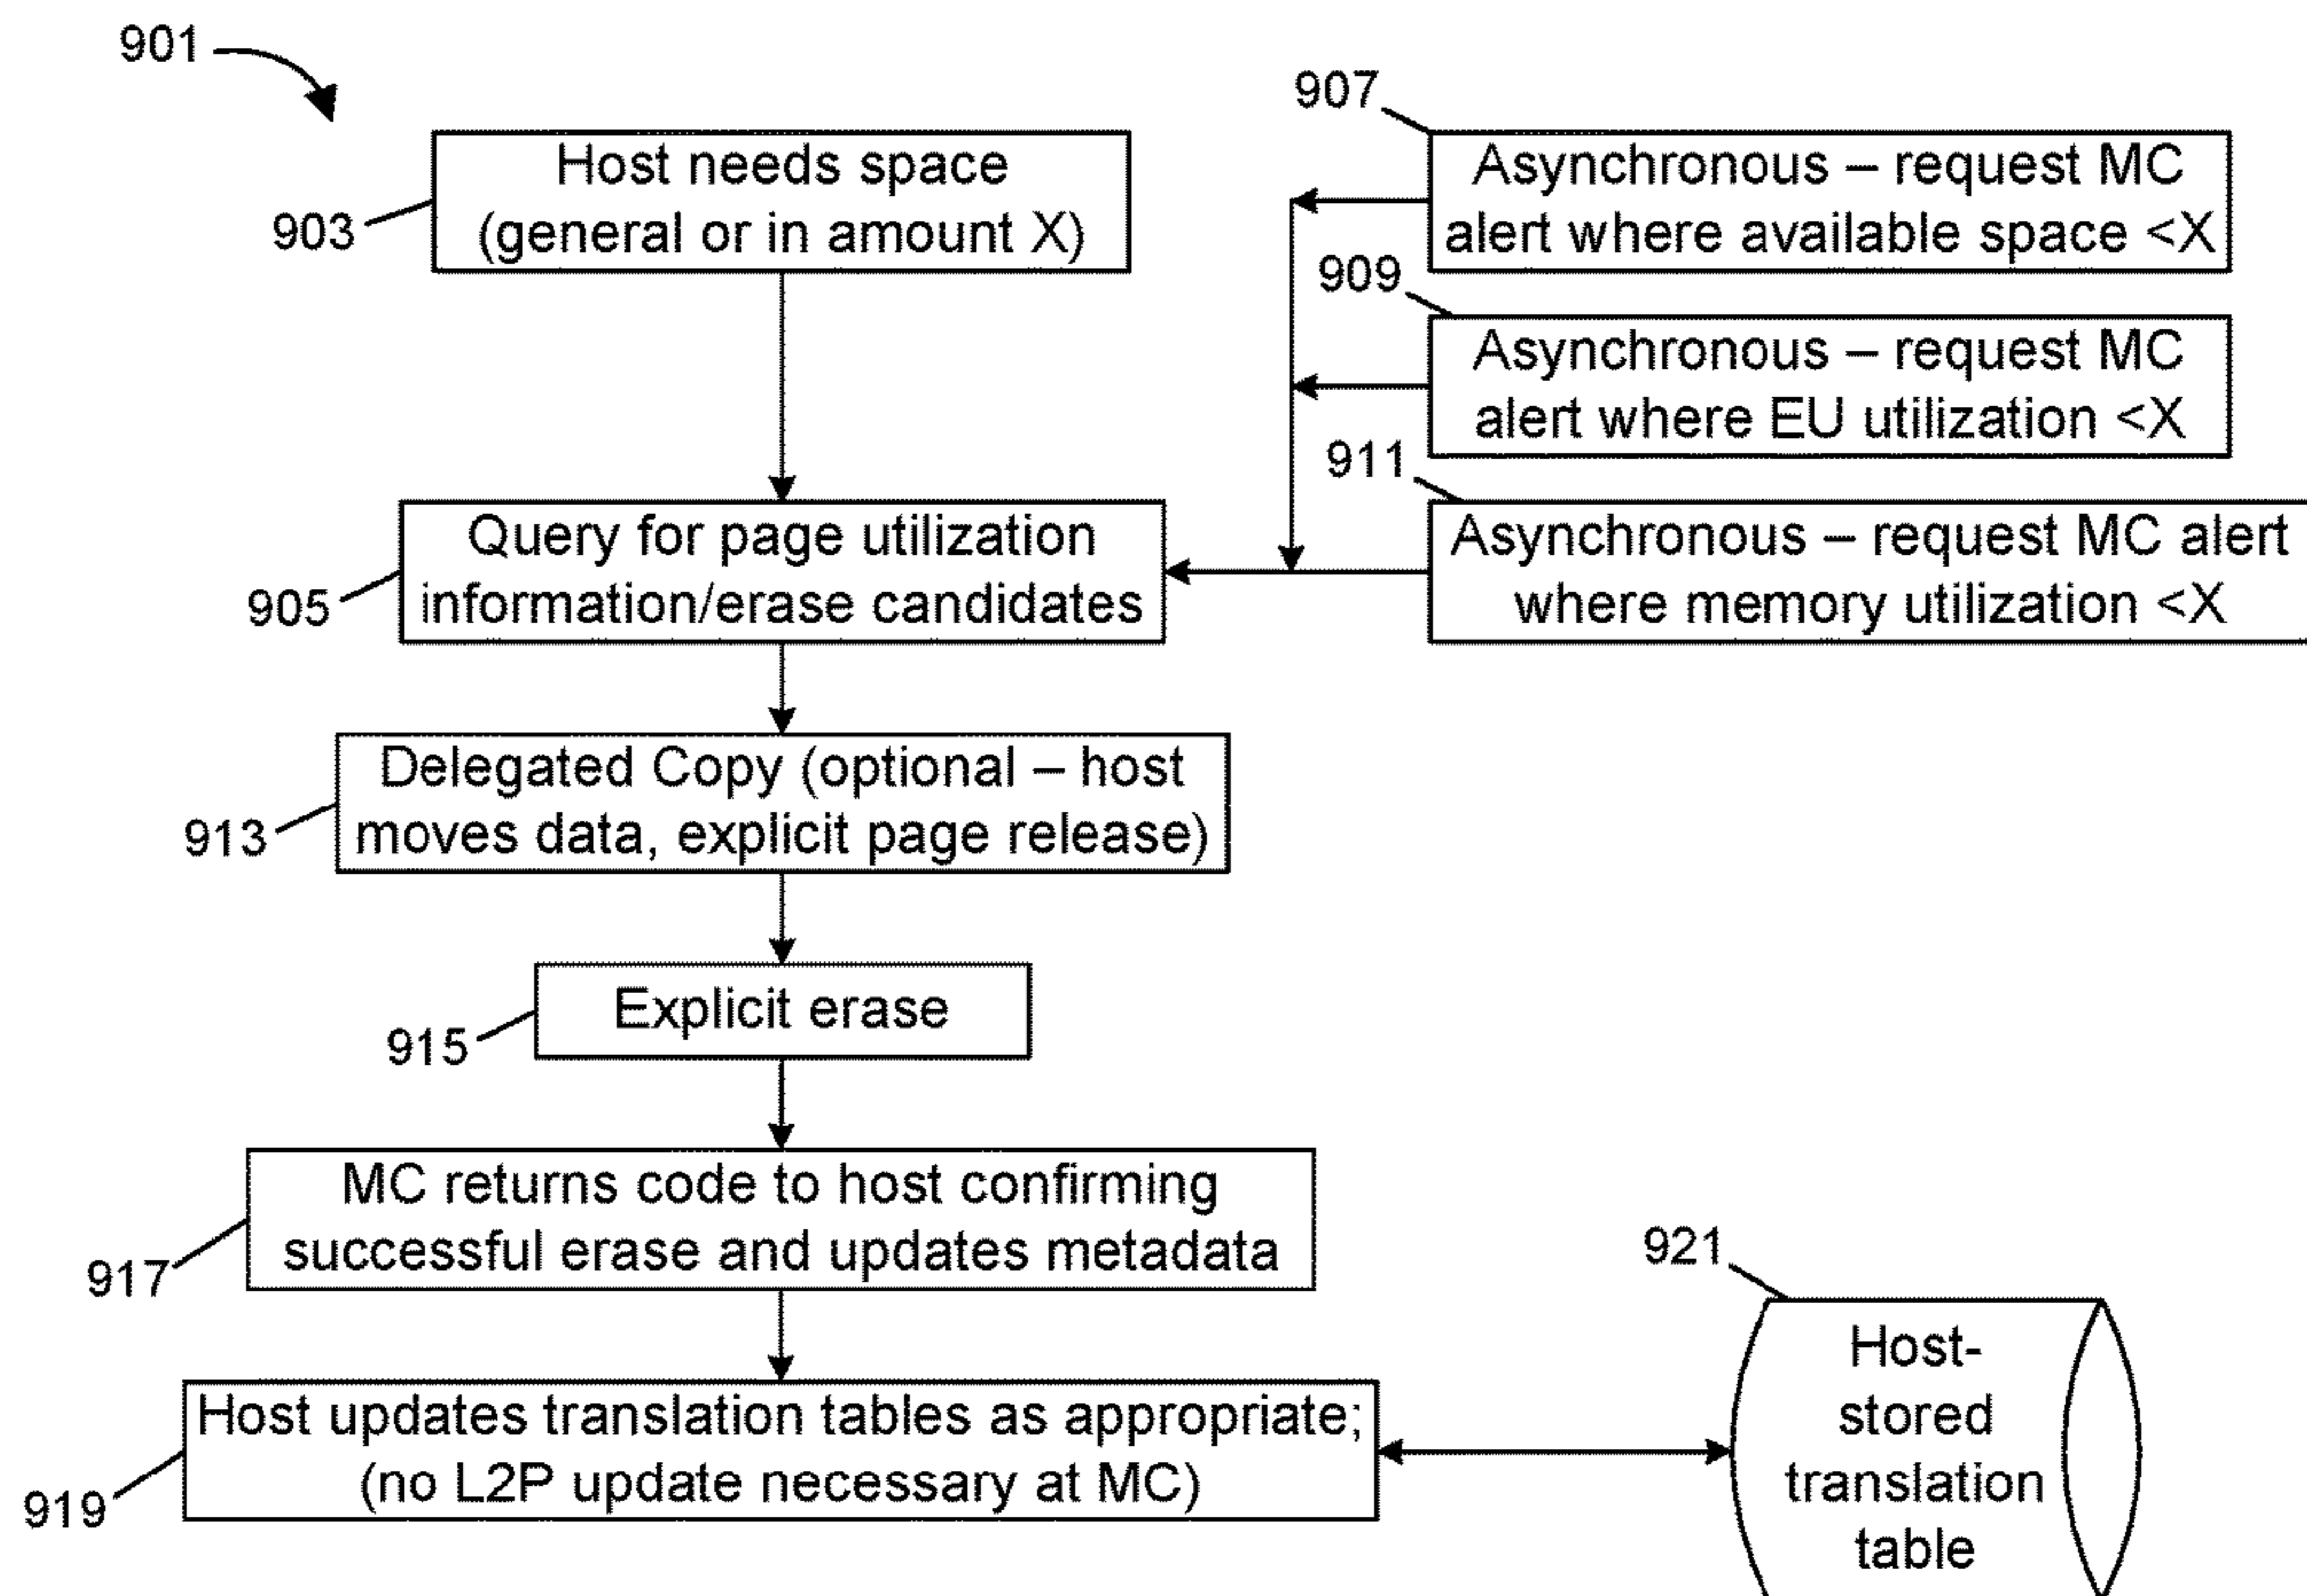 901
903
Host needs space
(general or in amount X)
907
Asynchronous – request MC
alert where available space <X
909
Asynchronous – request MC
alert where EU utilization <X
911
Asynchronous – request MC alert
where memory utilization <X
905
Query for page utilization
information/erase candidates
913
Delegated Copy (optional – host
moves data, explicit page release)
915
Explicit erase
917
MC returns code to host confirming
successful erase and updates metadata
919
Host updates translation tables as appropriate;
(no L2P update necessary at MC)
921
Host-
stored
translation
table